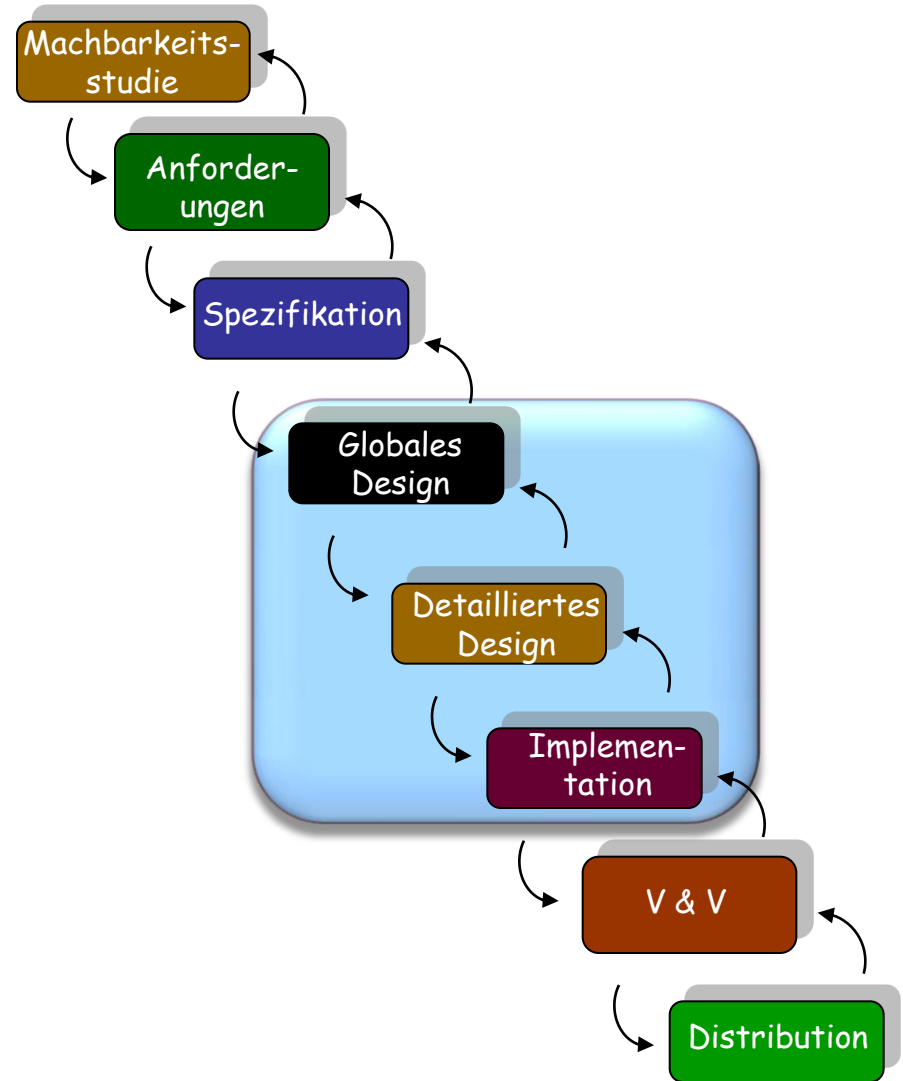 Machbarkeits-
studie
Anforder-
ungen
Spezifikation
Globales
Design
Detailliertes
Design
Implemen-
tation
V & V
Distribution